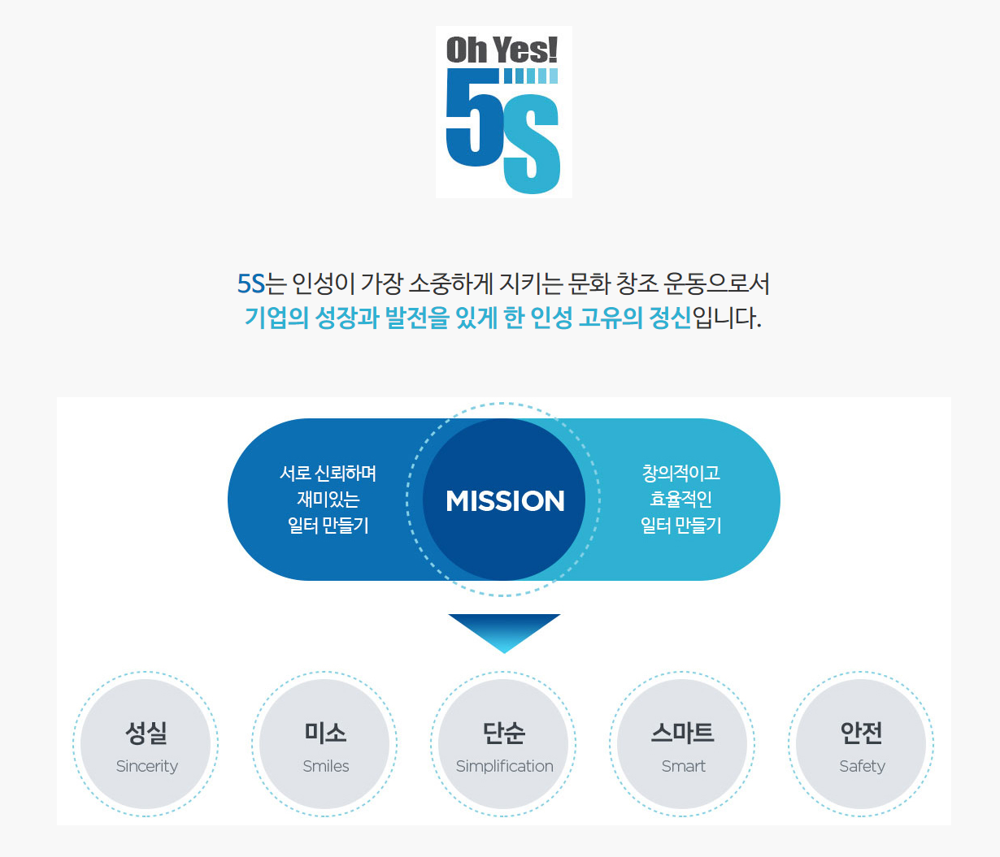 Oh Yes!
5S
5S는 인성이 가장 소중하게 지키는 문화 창조 운동으로서
기업의 성장과 발전을 있게 한 인성 고유의 정신입니다.
서로 신뢰하며
재미있는
일터 만들기
MISSION
창의적이고
효율적인
일터 만들기
성실
Sincerity
미소
Smiles
단순
Simplification
스마트
Smart
안전
Safety